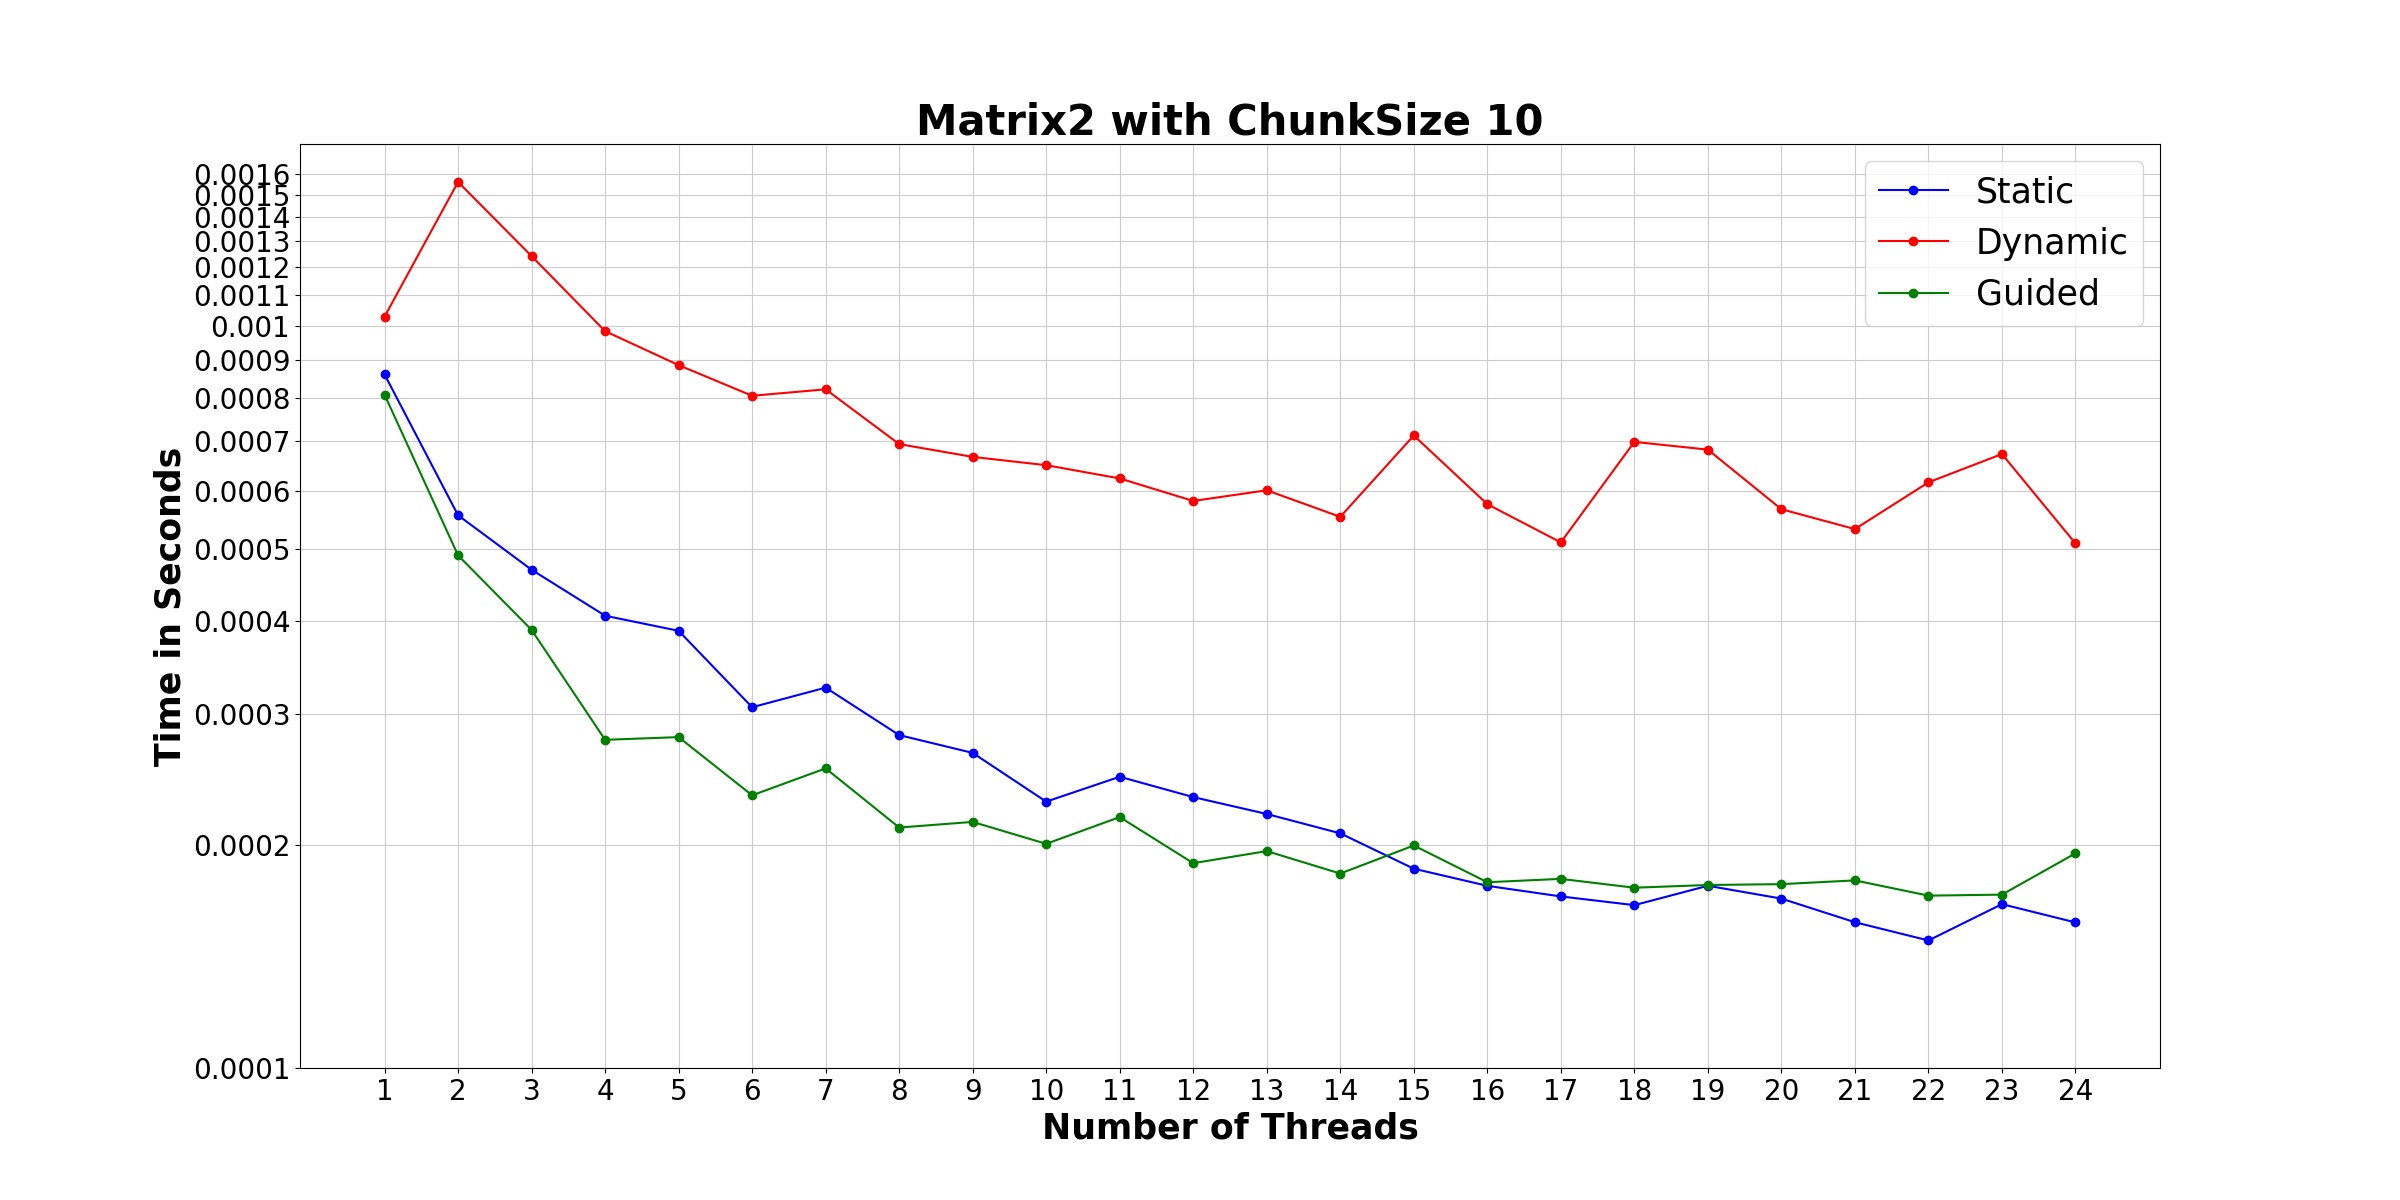 Matrix2 with ChunkSize 10
0.0016
0.0015
0.0014
0.0013
0.0012
0.0011
0.001
0.0009
0.0008
0.0007
0.0006
0.0005
0.0004
0.0003
0.0002
0.0001
Time in Seconds
Static
Dynamic
Guided
1 2 3 4 5 6 7 8 9 10 11 12 13 14 15 16 17 18 19 20 21 22 23 24
Number of Threads